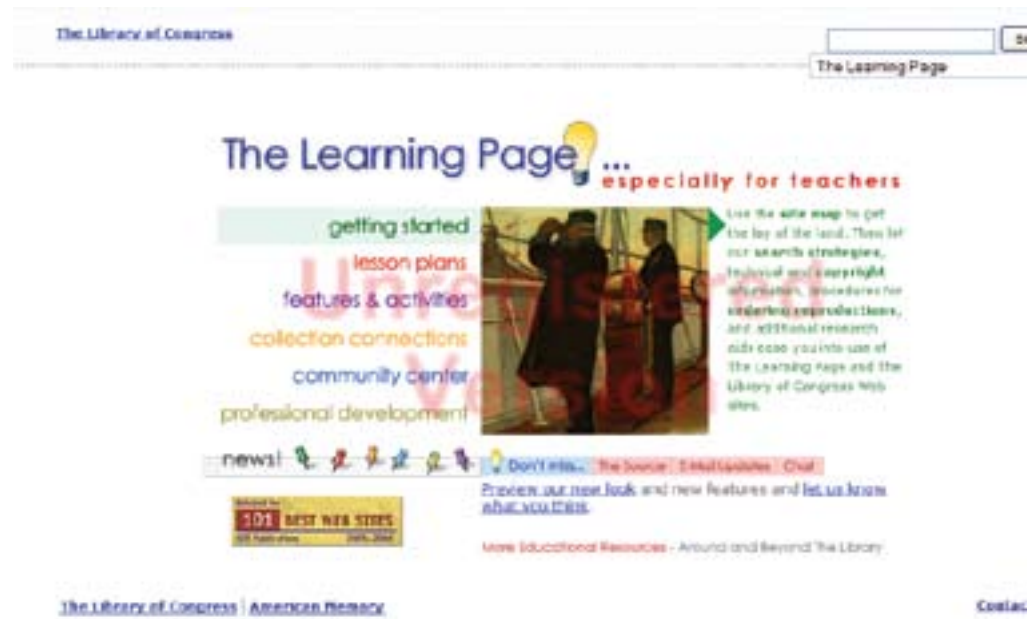 The Library of Congress
The Learning Page
The Learning Page...
especially for teachers
getting started
lesson plans
features & activities
collection connections
community center
professional development
Use the site map to get
the lay of the land. Then let
our search strategies,
technical and copyright
information, procedures for
ordering reproductions,
and additional research
aids ease you into use of
The Learning Page and the
Library of Congress Web
sites.
Unregistered
Version
news!
Don't miss... The Source E-Mail Updates Chat
Preview our new look and new features and let us know
what you think.
101 BEST WEB SITES
2005-2006
More Educational Resources - Around and Beyond The Library
The Library of Congress | American Memory